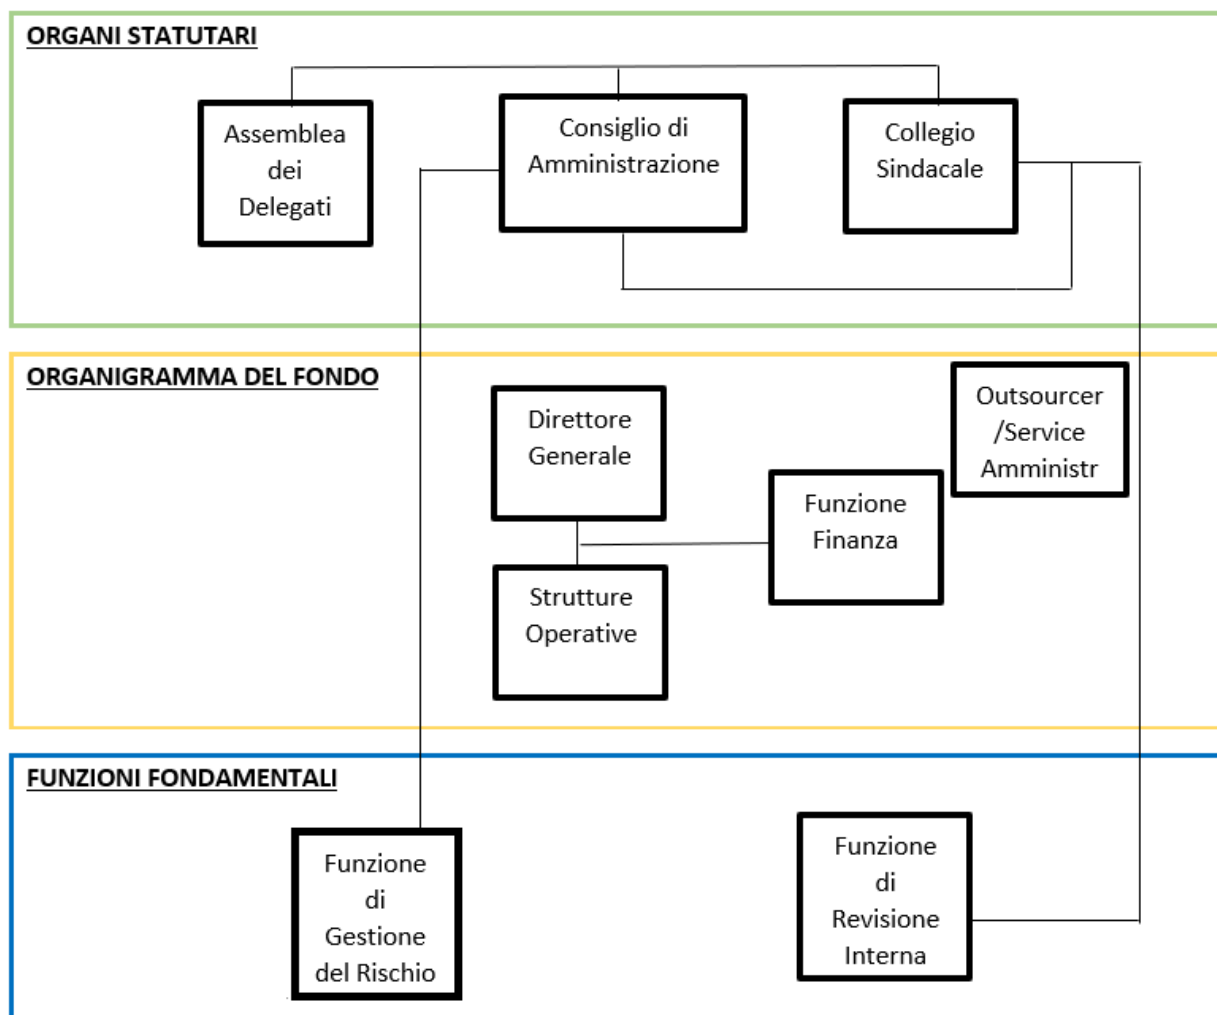 ORGANI STATUTARI
Assemblea
dei
Delegati
Consiglio di
Amministrazione
Collegio
Sindacale
ORGANIGRAMMA DEL FONDO
Direttore
Generale
Outsourcer
/Service
Amministr
Funzione
Finanza
Strutture
Operative
FUNZIONI FONDAMENTALI
Funzione
di
Gestione
del Rischio
Funzione
di
Revisione
Interna